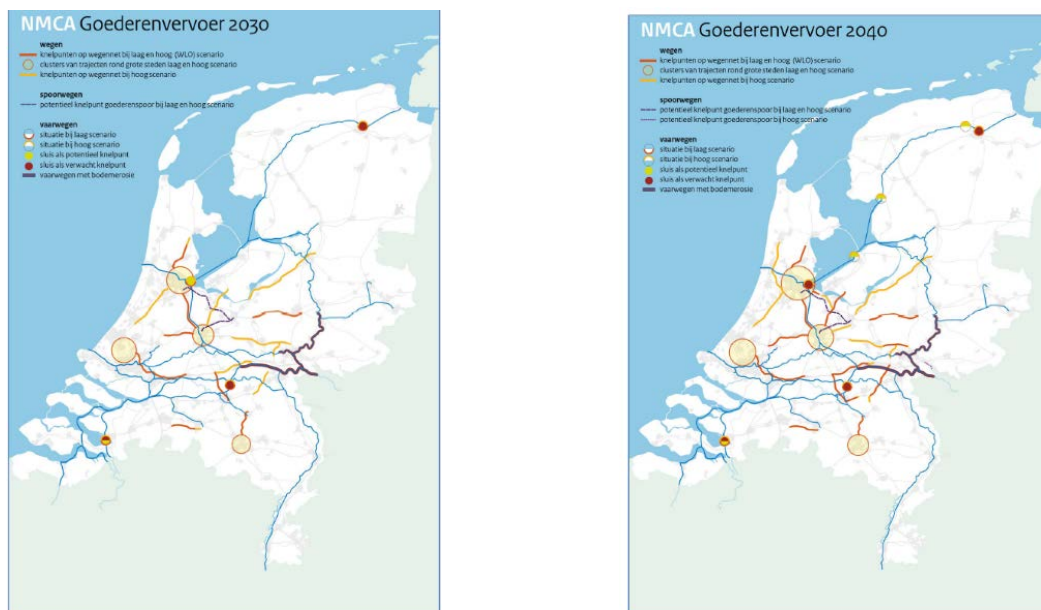 NMCA Goederenvervoer 2030
wegen
knelpunten op wegennet bij laag en hoog (WLO) scenario
clusters van trajecten rond grote steden laag en hoog scenario
knelpunten op wegennet bij hoog scenario
spoorwegen
potentieel knelpunt goederenspoor bij laag en hoog scenario
vaarwegen
situatie bij laag scenario
situatie bij hoog scenario
sluis als potentieel knelpunt
sluis als verwacht knelpunt
vaarwegen met bodemerosie
NMCA Goederenvervoer 2040
wegen
knelpunten op wegennet bij laag en hoog (WLO) scenario
clusters van trajecten rond grote steden laag en hoog scenario
knelpunten op wegennet bij hoog scenario
spoorwegen
potentieel knelpunt goederenspoor bij laag en hoog scenario
potentieel knelpunt goederenspoor bij hoog scenario
vaarwegen
situatie bij laag scenario
situatie bij hoog scenario
sluis als potentieel knelpunt
sluis als verwacht knelpunt
vaarwegen met bodemerosie